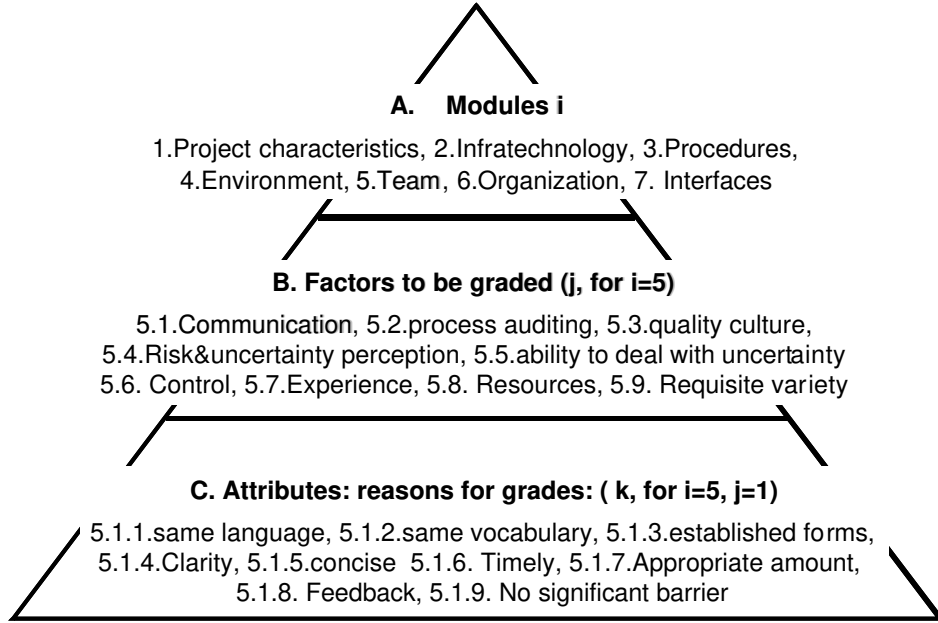 A. Modules i
1.Project characteristics, 2.Infratechnology, 3.Procedures,
4.Environment, 5.Team, 6.Organization, 7. Interfaces
B. Factors to be graded (j, for i=5)
5.1.Communication, 5.2.process auditing, 5.3.quality culture,
5.4.Risk&uncertainty perception, 5.5.ability to deal with uncertainty
5.6. Control, 5.7.Experience, 5.8. Resources, 5.9. Requisite variety
C. Attributes: reasons for grades: ( k, for i=5, j=1)
5.1.1.same language, 5.1.2.same vocabulary, 5.1.3.established forms,
5.1.4.Clarity, 5.1.5.concise 5.1.6. Timely, 5.1.7.Appropriate amount,
5.1.8. Feedback, 5.1.9. No significant barrier